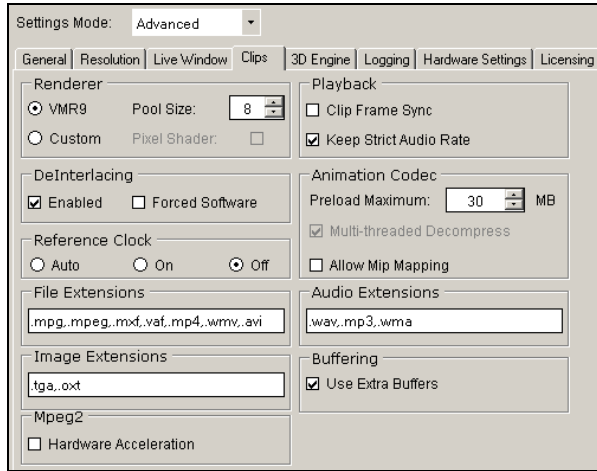 Settings Mode: Advanced
General Resolution Live Window Clips 3D Engine Logging Hardware Settings Licensing
Renderer
VMR9 Pool Size: 8
Custom Pixel Shader:
DeInterlacing
Enabled Forced Software
Reference Clock
Auto On Off
File Extensions
.mpg,.mpeg,.mxf,.vaf,.mp4,.wmv,.avi
Image Extensions
.tga,.oxt
Mpeg2
Hardware Acceleration
Playback
Clip Frame Sync
Keep Strict Audio Rate
Animation Codec
Preload Maximum: 30 MB
Multi-threaded Decompress
Allow Mip Mapping
Audio Extensions
.wav,.mp3,.wma
Buffering
Use Extra Buffers